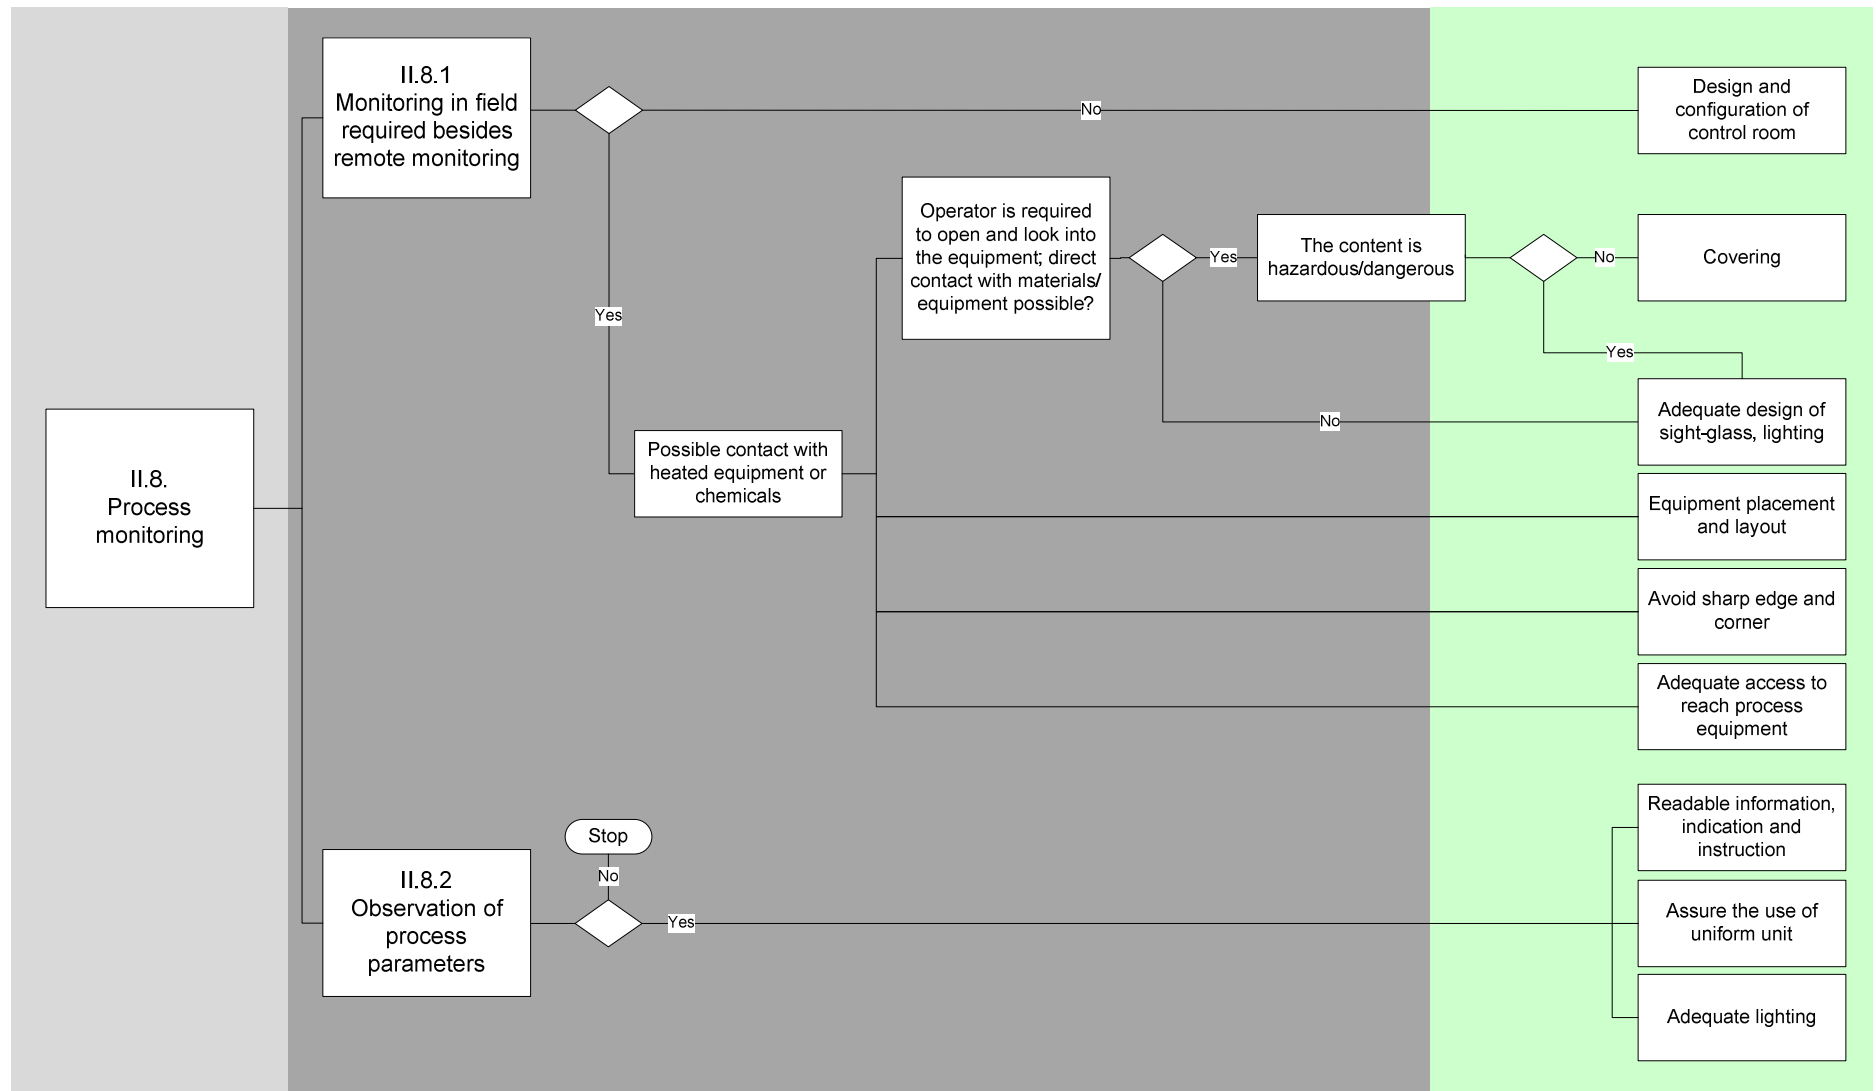 II.8.
Process
monitoring
II.8.1
Monitoring in field
required besides
remote monitoring
No
Design and
configuration of
control room
Yes
Possible contact with
heated equipment or
chemicals
Operator is required
to open and look into
the equipment; direct
contact with materials/
equipment possible?
Yes
The content is
hazardous/dangerous
No
Covering
Yes
No
Adequate design of
sight-glass, lighting
Equipment placement
and layout
Avoid sharp edge and
corner
Adequate access to
reach process
equipment
II.8.2
Observation of
process
parameters
Stop
No
Yes
Readable information,
indication and
instruction
Assure the use of
uniform unit
Adequate lighting